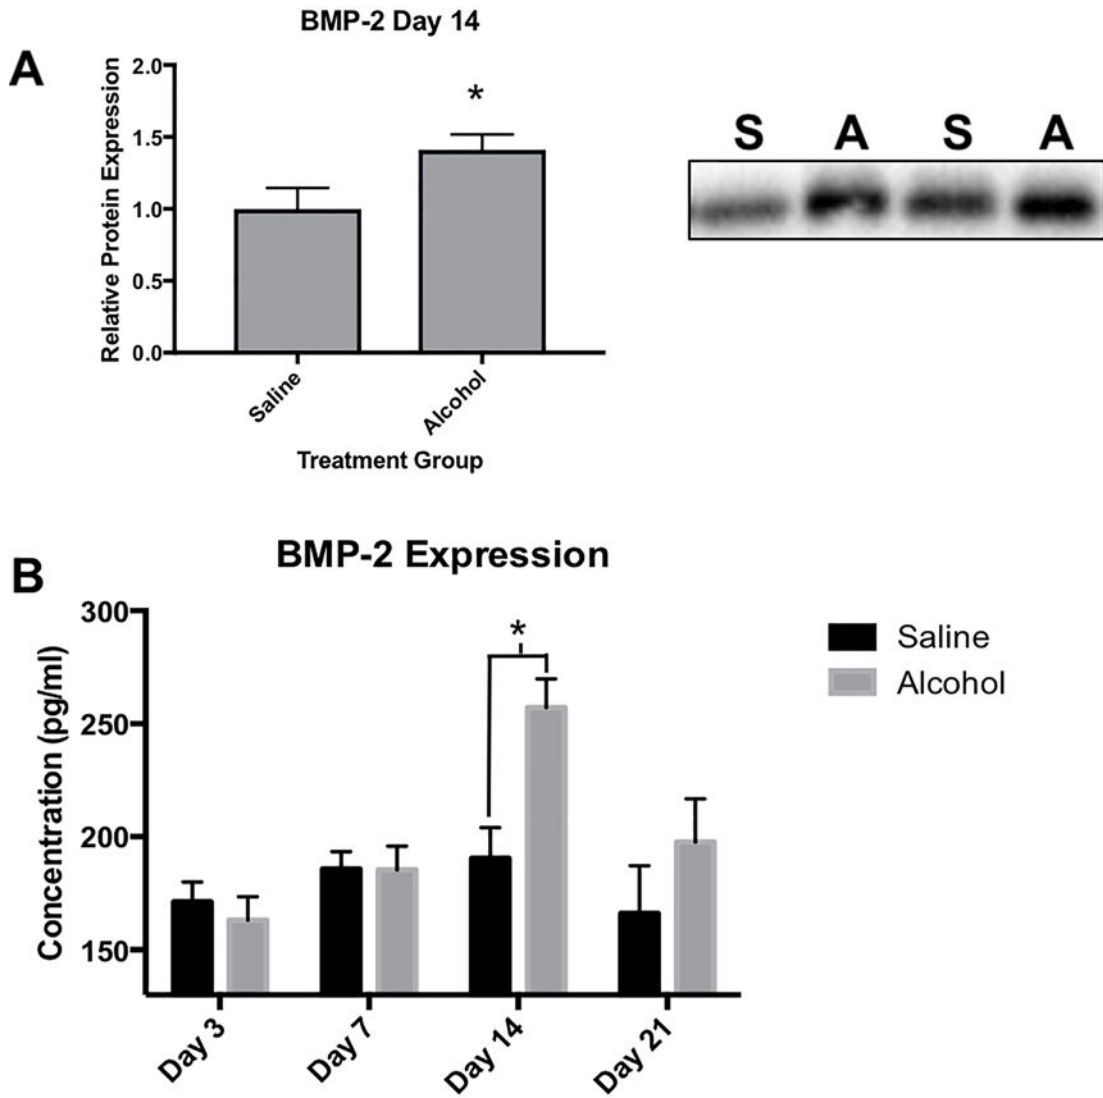 BMP-2 Day 14
A
Relative Protein Expression
2.0
1.5
1.0
0.5
0.0
Saline
Alcohol
Treatment Group
*
S A S A
BMP-2 Expression
B
Concentration (pg/ml)
300
250
200
150
*
Day 3
Day 7
Day 14
Day 21
Saline
Alcohol